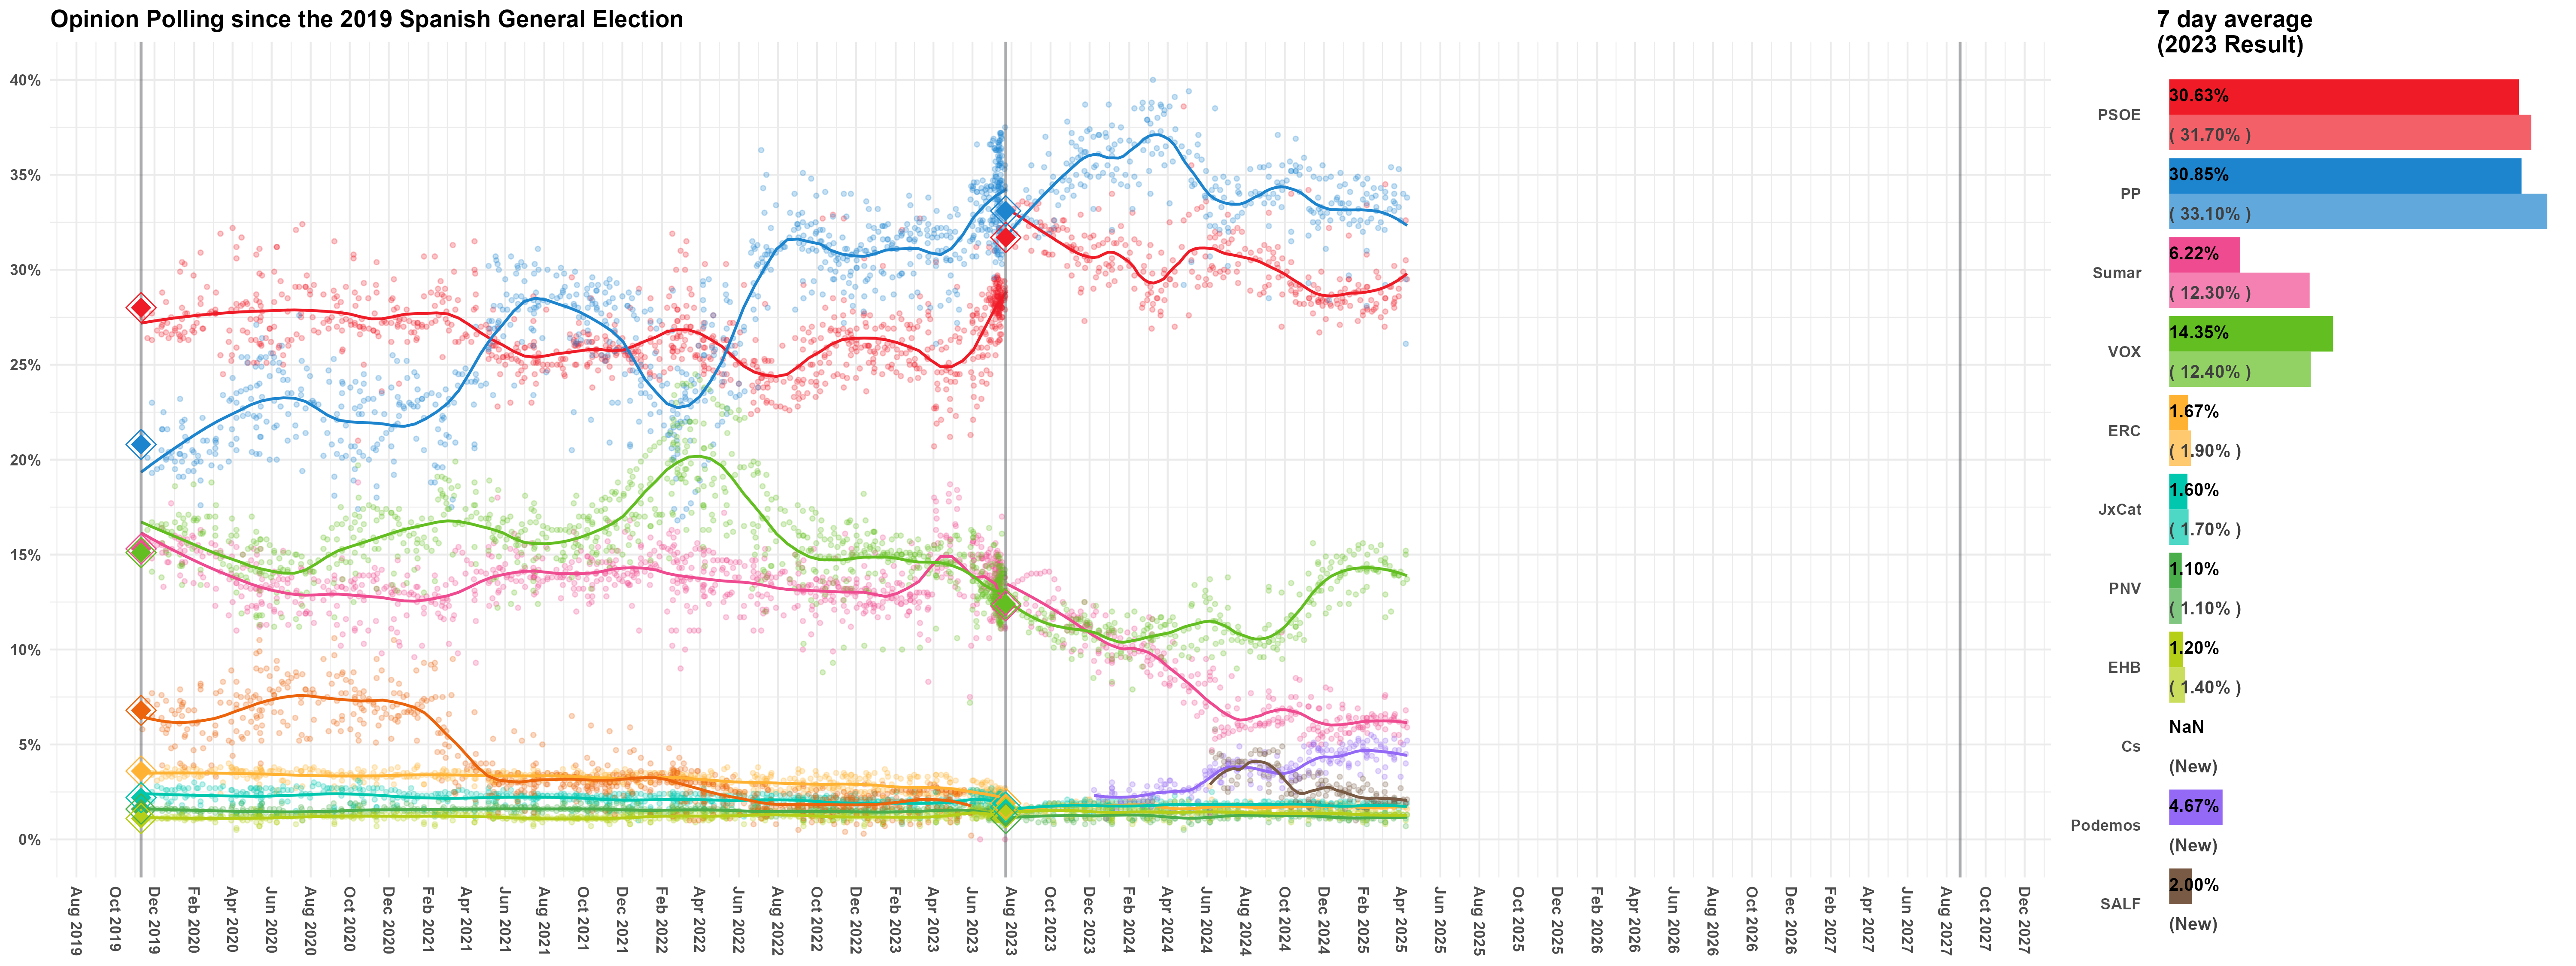 Opinion Polling since the 2019 Spanish General Election
40%
35%
30%
25%
20%
15%
10%
5%
0%
Aug 2019
Oct 2019
Dec 2019
Feb 2020
Apr 2020
Jun 2020
Aug 2020
Oct 2020
Dec 2020
Feb 2021
Apr 2021
Jun 2021
Aug 2021
Oct 2021
Dec 2021
Feb 2022
Apr 2022
Jun 2022
Aug 2022
Oct 2022
Dec 2022
Feb 2023
Apr 2023
Jun 2023
Aug 2023
Oct 2023
Dec 2023
Feb 2024
Apr 2024
Jun 2024
Aug 2024
Oct 2024
Dec 2024
Feb 2025
Apr 2025
Jun 2025
Aug 2025
Oct 2025
Dec 2025
Feb 2026
Apr 2026
Jun 2026
Aug 2026
Oct 2026
Dec 2026
Feb 2027
Apr 2027
Jun 2027
Aug 2027
Oct 2027
Dec 2027
7 day average
(2023 Result)
PSOE
30.63%
( 31.70% )
PP
30.85%
( 33.10% )
Sumar
6.22%
( 12.30% )
VOX
14.35%
( 12.40% )
ERC
1.67%
( 1.90% )
JxCat
1.60%
( 1.70% )
PNV
1.10%
( 1.10% )
EHB
1.20%
( 1.40% )
Cs
NaN
(New)
Podemos
4.67%
(New)
SALF
2.00%
(New)